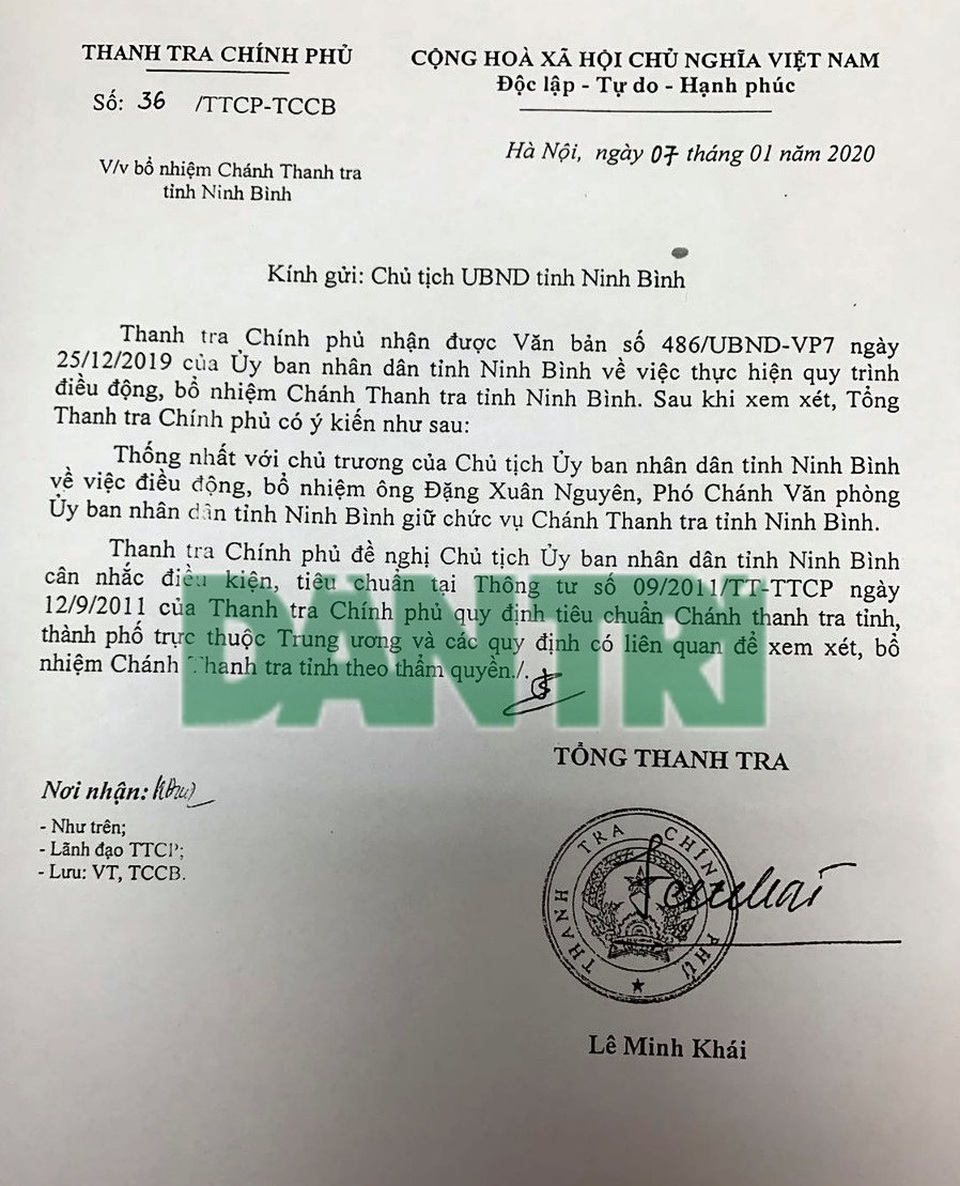 THANH TRA CHÍNH PHỦ
CỘNG HOÀ XÃ HỘI CHỦ NGHĨA VIỆT NAM
Độc lập - Tự do - Hạnh phúc
Số: 36 /TTCP-TCCB
Hà Nội, ngày 07 tháng 01 năm 2020
V/v bổ nhiệm Chánh Thanh tra
tỉnh Ninh Bình
Kính gửi: Chủ tịch UBND tỉnh Ninh Bình
Thanh tra Chính phủ nhận được Văn bản số 486/UBND-VP7 ngày
25/12/2019 của Ủy ban nhân dân tỉnh Ninh Bình về việc thực hiện quy trình
điều động, bổ nhiệm Chánh Thanh tra tỉnh Ninh Bình. Sau khi xem xét, Tổng
Thanh tra Chính phủ có ý kiến như sau:
Thống nhất với chủ trương của Chủ tịch Ủy ban nhân dân tỉnh Ninh Bình
về việc điều động, bổ nhiệm ông Đặng Xuân Nguyên, Phó Chánh Văn phòng
Ủy ban nhân dân tỉnh Ninh Bình giữ chức vụ Chánh Thanh tra tỉnh Ninh Bình.
Thanh tra Chính phủ đề nghị Chủ tịch Ủy ban nhân dân tỉnh Ninh Bình
cân nhắc điều kiện, tiêu chuẩn tại Thông tư số 09/2011/TT-TTCP ngày
12/9/2011 của Thanh tra Chính phủ quy định tiêu chuẩn Chánh thanh tra tỉnh,
thành phố trực thuộc Trung ương và các quy định có liên quan để xem xét, bổ
nhiệm Chánh Thanh tra tỉnh theo thẩm quyền./.
DÂN TRÍ
TỔNG THANH TRA
Nơi nhận:
- Như trên;
- Lãnh đạo TTCP;
- Lưu: VT, TCCB.
THANH TRA CHÍNH PHỦ
Lê Minh Khái